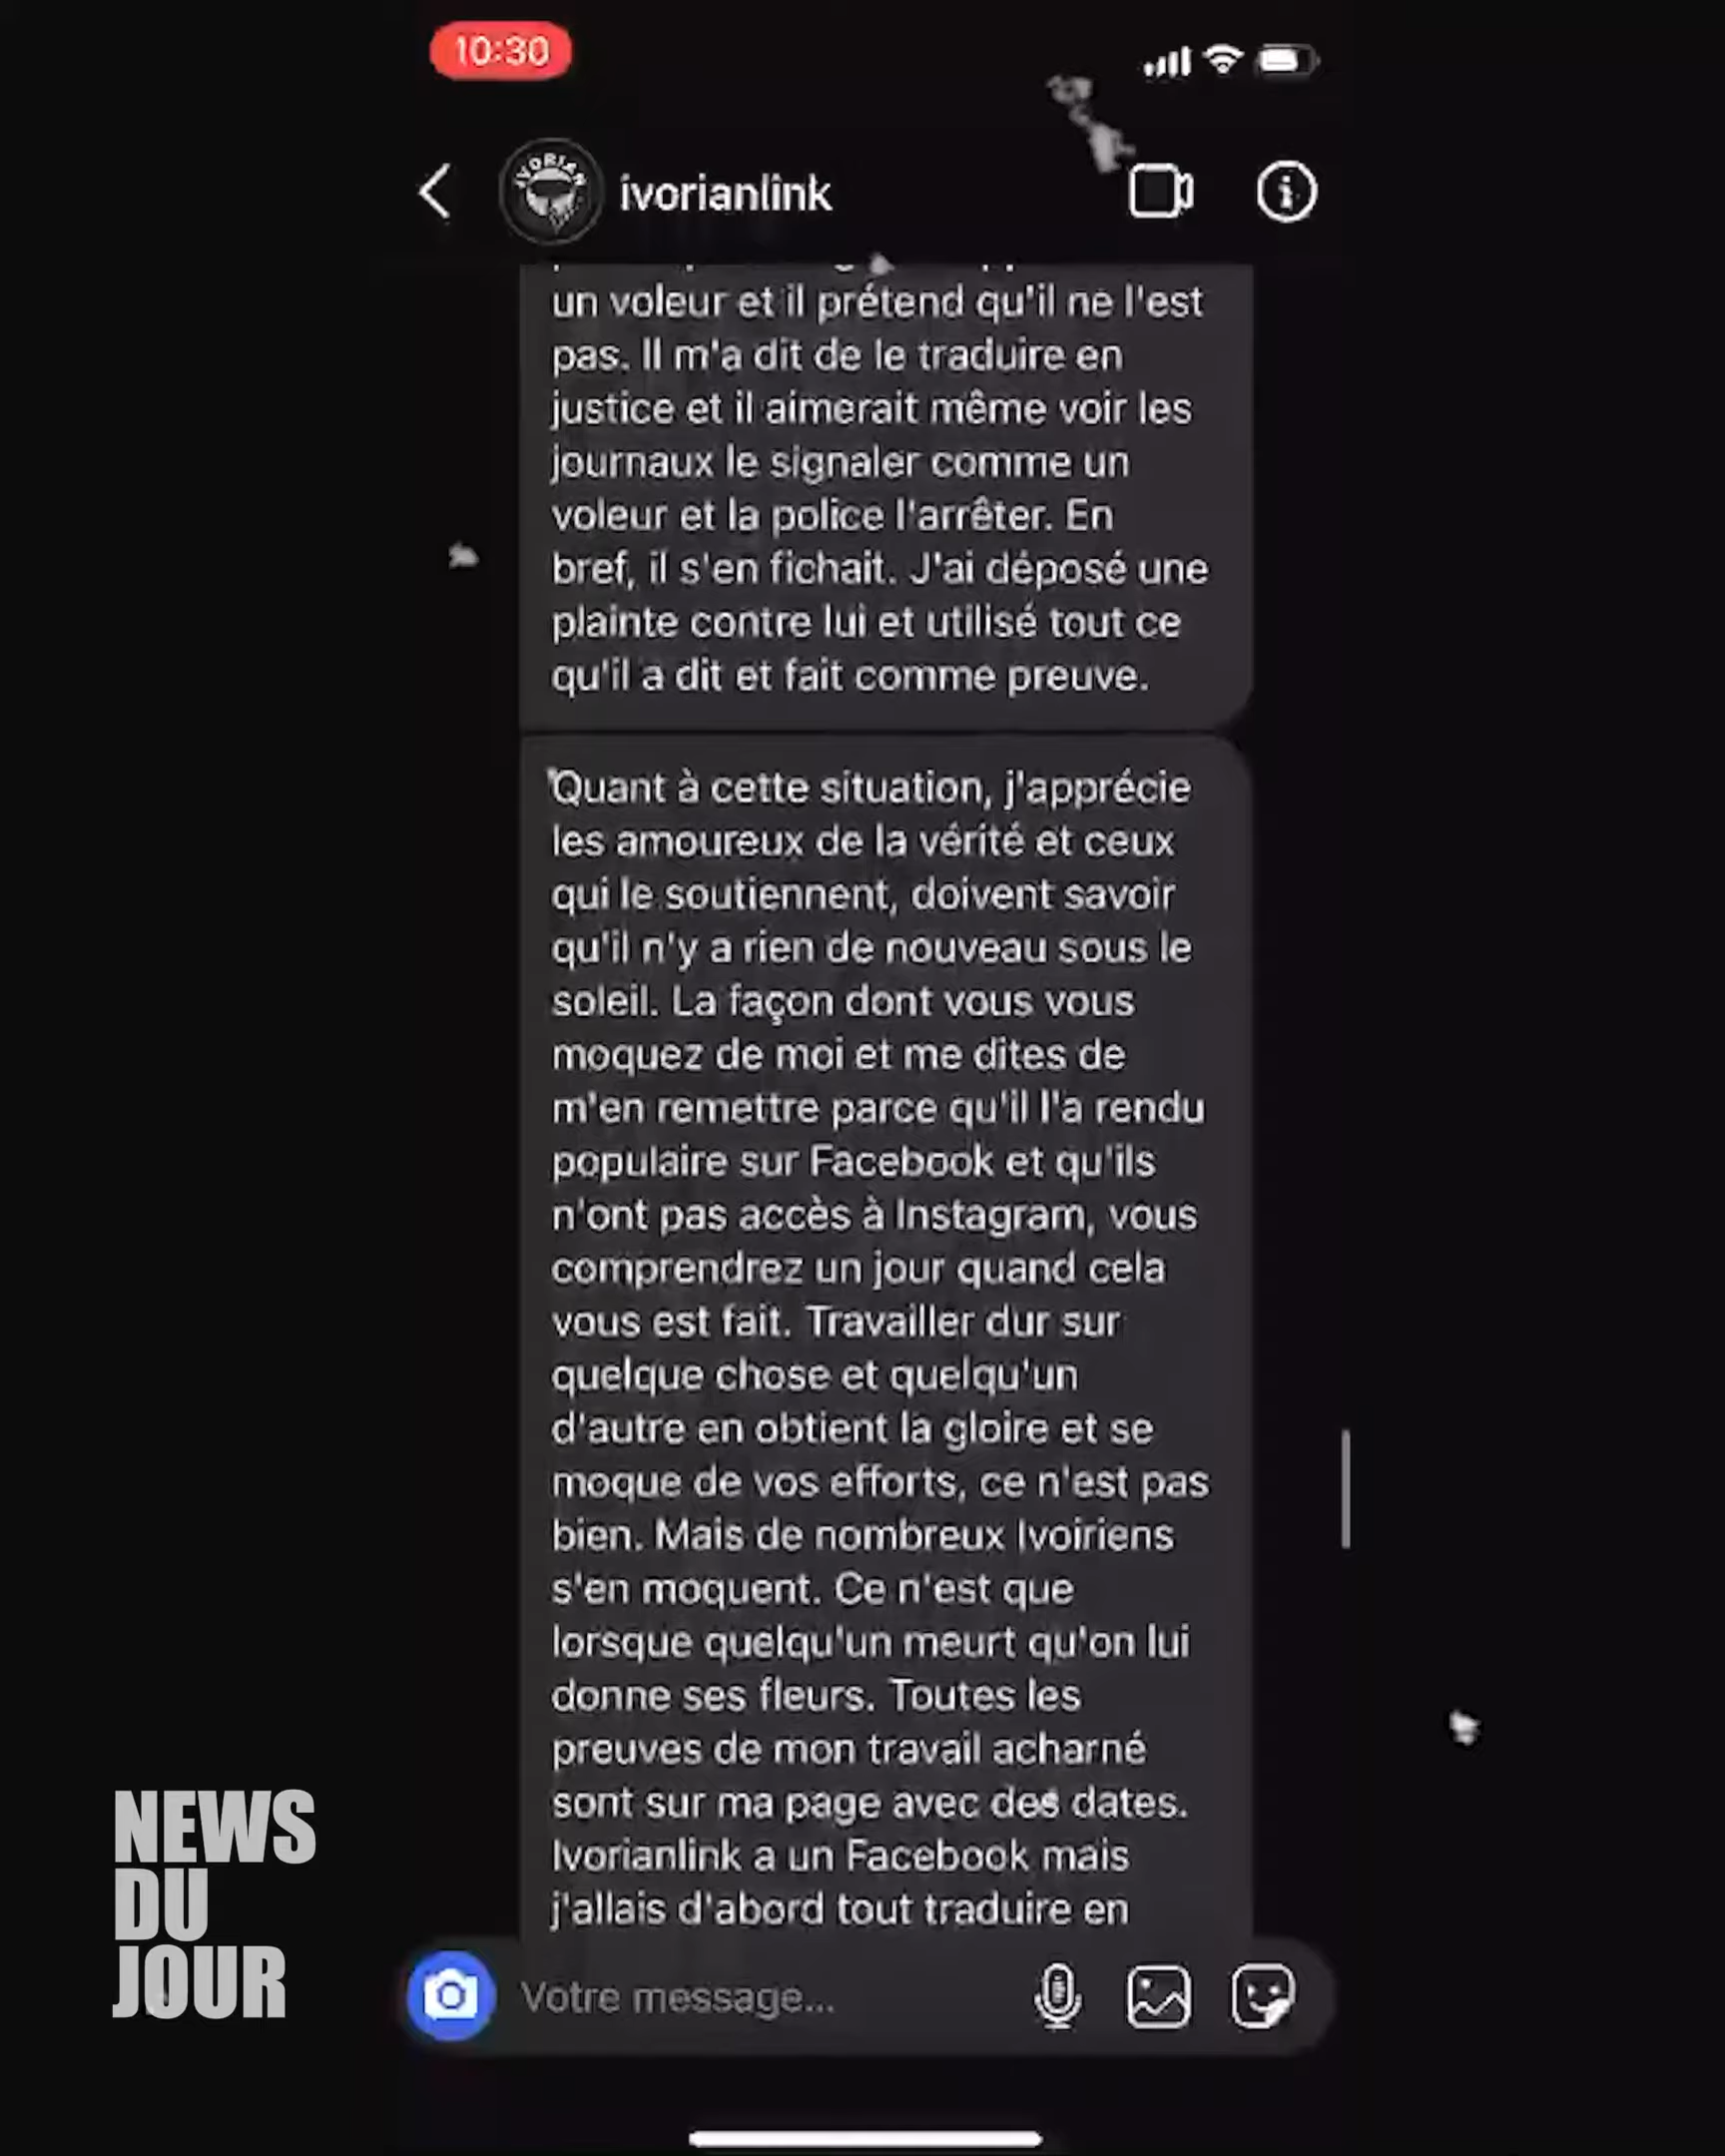 10:30
IVORIAN
ivorianlink
un voleur et il prétend qu'il ne l'est
pas. Il m'a dit de le traduire en
justice et il aimerait même voir les
journaux le signaler comme un
voleur et la police l'arrêter. En
bref, il s'en fichait. J'ai déposé une
plainte contre lui et utilisé tout ce
qu'il a dit et fait comme preuve.
Quant à cette situation, j'apprécie
les amoureux de la vérité et ceux
qui le soutiennent, doivent savoir
qu'il n'y a rien de nouveau sous le
soleil. La façon dont vous vous
moquez de moi et me dites de
m'en remettre parce qu'il l'a rendu
populaire sur Facebook et qu'ils
n'ont pas accès à Instagram, vous
comprendrez un jour quand cela
vous est fait. Travailler dur sur
quelque chose et quelqu'un
d'autre en obtient la gloire et se
moque de vos efforts, ce n'est pas
bien. Mais de nombreux Ivoiriens
s'en moquent. Ce n'est que
lorsque quelqu'un meurt qu'on lui
donne ses fleurs. Toutes les
preuves de mon travail acharné
sont sur ma page avec des dates.
Ivorianlink a un Facebook mais
j'allais d'abord tout traduire en
Votre message...
NEWS
DU
JOUR